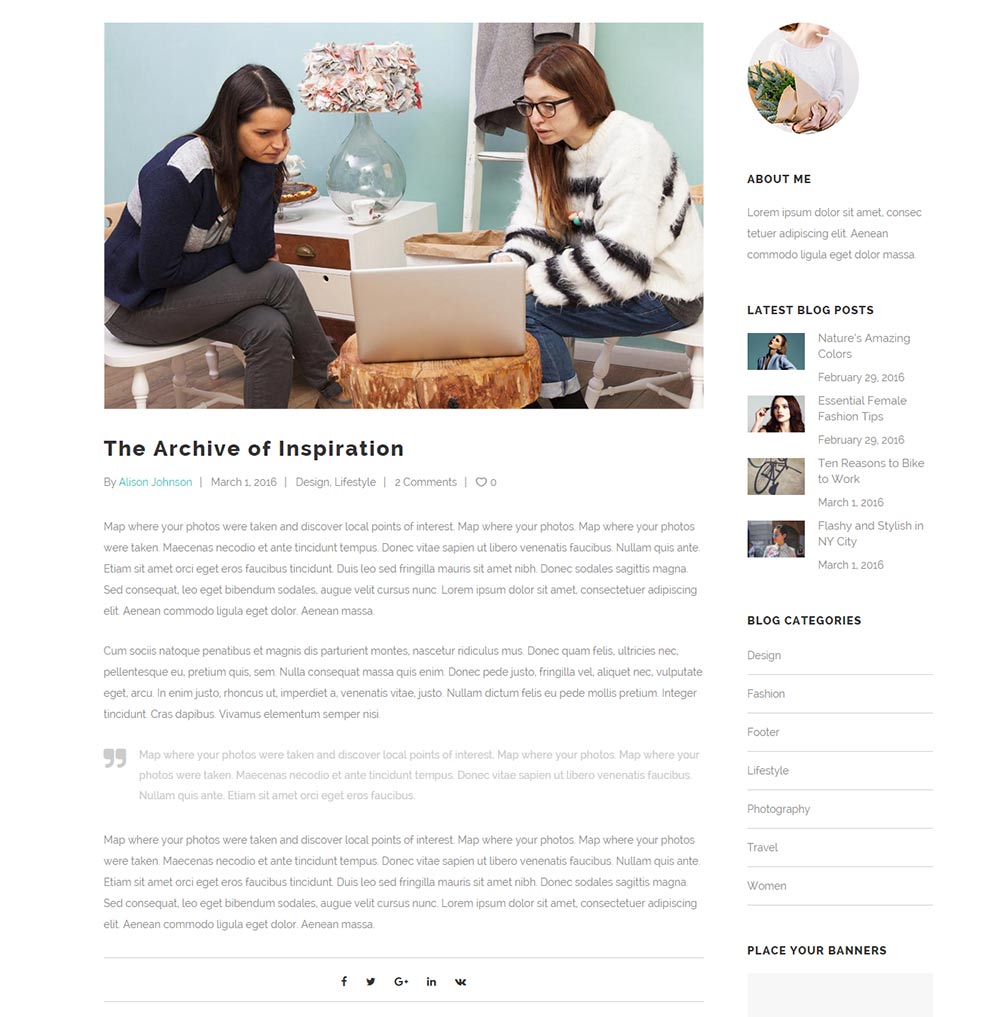 The Archive of Inspiration
By Alison Johnson | March 1, 2016 | Design, Lifestyle | 2 Comments | 0
Map where your photos were taken and discover local points of interest. Map where your photos. Map where your photos
were taken. Maecenas necodio et ante tincidunt tempus. Donec vitae sapien ut libero venenatis faucibus. Nullam quis ante.
Etiam sit amet orci eget eros faucibus tincidunt. Duis leo sed fringilla mauris sit amet nibh. Donec sodales sagittis magna.
Sed consequat, leo eget bibendum sodales, augue velit cursus nunc. Lorem ipsum dolor sit amet, consectetuer adipiscing
elit. Aenean commodo ligula eget dolor. Aenean massa.
Cum sociis natoque penatibus et magnis dis parturient montes, nascetur ridiculus mus. Donec quam felis, ultricies nec,
pellentesque eu, pretium quis, sem. Nulla consequat massa quis enim. Donec pede justo, fringilla vel, aliquet nec, vulputate
eget, arcu. In enim justo, rhoncus ut, imperdiet a, venenatis vitae, justo. Nullam dictum felis eu pede mollis pretium. Integer
tincidunt. Cras dapibus. Vivamus elementum semper nisi.
Map where your photos were taken and discover local points of interest. Map where your photos. Map where your
photos were taken. Maecenas necodio et ante tincidunt tempus. Donec vitae sapien ut libero venenatis faucibus.
Nullam quis ante. Etiam sit amet orci eget eros faucibus.
Map where your photos were taken and discover local points of interest. Map where your photos. Map where your photos
were taken. Maecenas necodio et ante tincidunt tempus. Donec vitae sapien ut libero venenatis faucibus. Nullam quis ante.
Etiam sit amet orci eget eros faucibus tincidunt. Duis leo sed fringilla mauris sit amet nibh. Donec sodales sagittis magna.
Sed consequat, leo eget bibendum sodales, augue velit cursus nunc. Lorem ipsum dolor sit amet, consectetuer adipiscing
elit. Aenean commodo ligula eget dolor. Aenean massa.
ABOUT ME
Lorem ipsum dolor sit amet, consec
tetuer adipiscing elit. Aenean
commodo ligula eget dolor massa.
LATEST BLOG POSTS
Nature's Amazing
Colors
February 29, 2016
Essential Female
Fashion Tips
February 29, 2016
Ten Reasons to Bike
to Work
March 1, 2016
Flashy and Stylish in
NY City
March 1, 2016
BLOG CATEGORIES
Design
Fashion
Footer
Lifestyle
Photography
Travel
Women
PLACE YOUR BANNERS